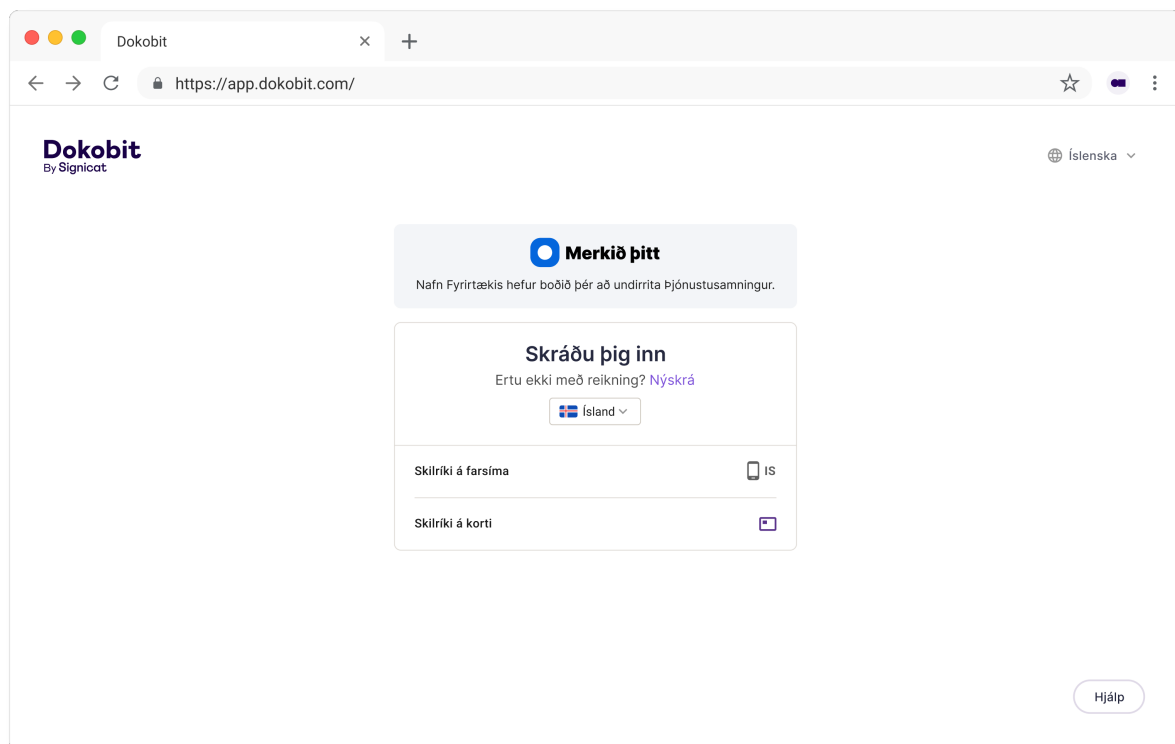 Dokobit
https://app.dokobit.com/
Dokobit
By Signicat
Íslenska
Merkið þitt
Nafn Fyrirtækis hefur boðið þér að undirrita Þjónustusamningur.
Skráðu þig inn
Ertu ekki með reikning? Nýskrá
Ísland
Skilríki á farsíma
IS
Skilríki á korti
Hjálp